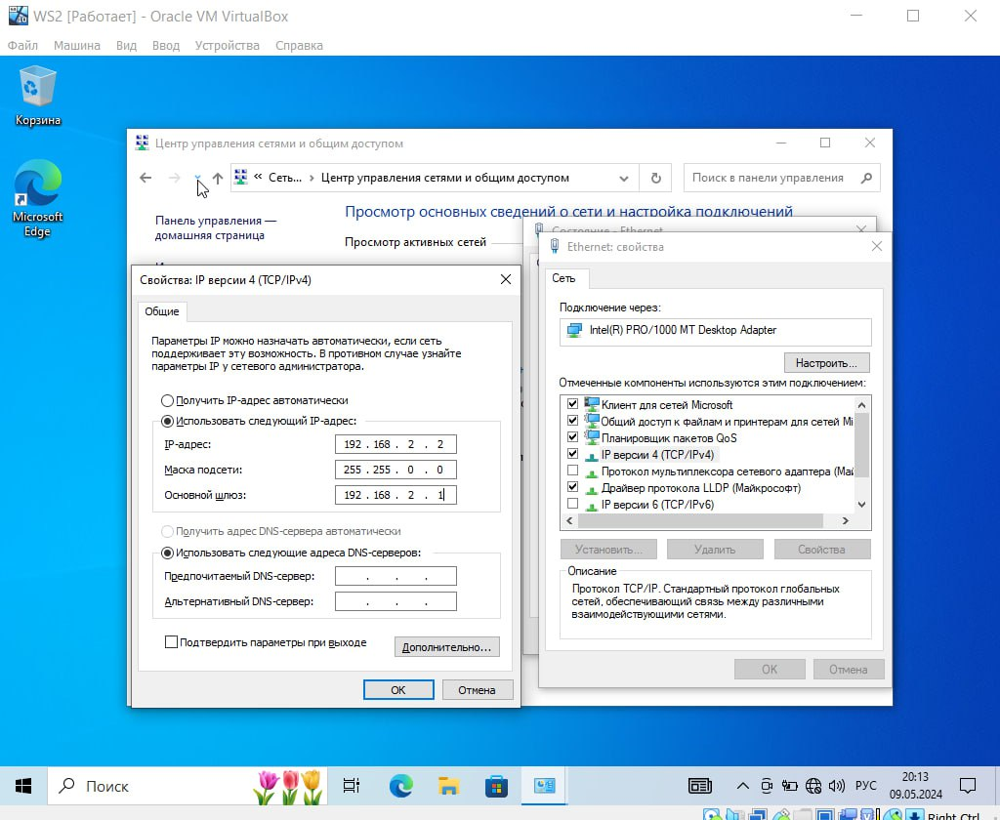 WS2 [Работает] - Oracle VM VirtualBox
Файл Машина Вид Ввод Устройства Справка
Корзина
Microsoft
Edge
Центр управления сетями и общим доступом
« Сеть... › Центр управления сетями и общим доступом
Поиск в панели управления
Панель управления —
домашняя страница
Просмотр основных сведений о сети и настройка подключений
Просмотр активных сетей
Состояние - Ethernet
Ethernet: свойства
Сеть
Подключение через:
Intel(R) PRO/1000 MT Desktop Adapter
Настроить...
Отмеченные компоненты используются этим подключением:
Клиент для сетей Microsoft
Общий доступ к файлам и принтерам для сетей Mi
Планировщик пакетов QoS
IP версии 4 (TCP/IPv4)
Протокол мультиплексора сетевого адаптера (Май
Драйвер протокола LLDP (Майкрософт)
IP версии 6 (TCP/IPv6)
Установить... Удалить Свойства
Описание
Протокол TCP/IP. Стандартный протокол глобальных
сетей, обеспечивающий связь между различными
взаимодействующими сетями.
OK Отмена
Свойства: IP версии 4 (TCP/IPv4)
Общие
Параметры IP можно назначать автоматически, если сеть
поддерживает эту возможность. В противном случае узнайте
параметры IP у сетевого администратора.
Получить IP-адрес автоматически
Использовать следующий IP-адрес:
IP-адрес: 192 . 168 . 2 . 2
Маска подсети: 255 . 255 . 0 . 0
Основной шлюз: 192 . 168 . 2 . 1
Получить адрес DNS-сервера автоматически
Использовать следующие адреса DNS-серверов:
Предпочитаемый DNS-сервер: . . .
Альтернативный DNS-сервер: . . .
Подтвердить параметры при выходе
Дополнительно...
OK Отмена
Поиск
РУС
20:13
09.05.2024
Right Ctrl